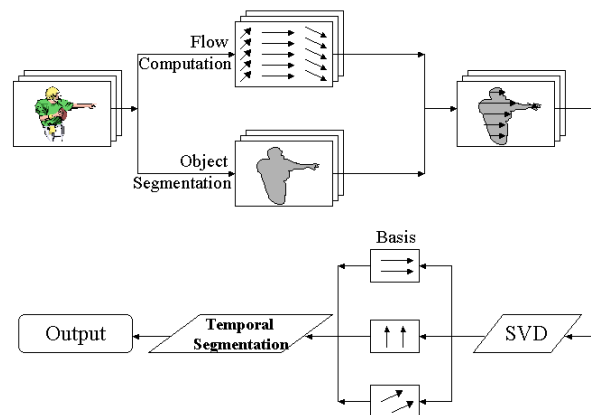 Flow
Computation
Object
Segmentation
Basis
Output
Temporal
Segmentation
SVD